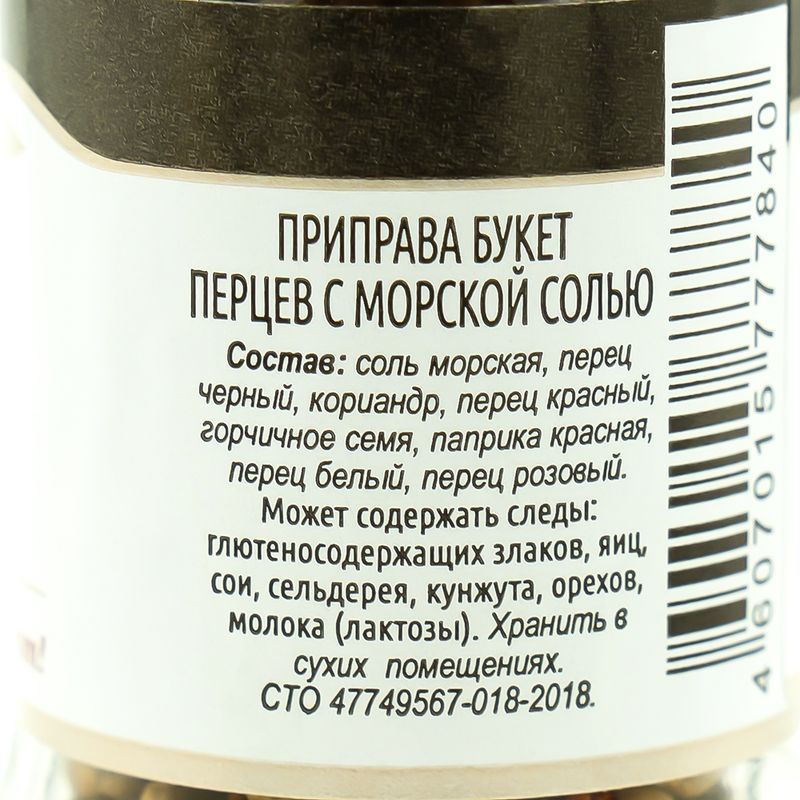 ПРИПРАВА БУКЕТ
ПЕРЦЕВ С МОРСКОЙ СОЛЬЮ
Состав: соль морская, перец
черный, кориандр, перец красный,
горчичное семя, паприка красная,
перец белый, перец розовый.
Может содержать следы:
глютеносодержащих злаков, яиц,
сои, сельдерея, кунжута, орехов,
молока (лактозы). Хранить в
сухих помещениях.
СТО 47749567-018-2018.
4607015777840